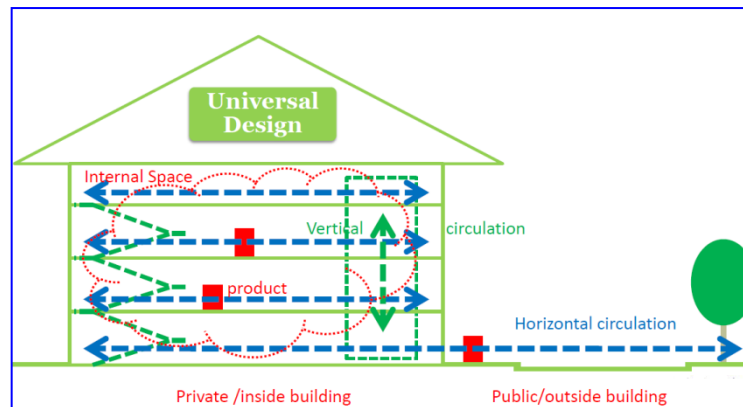 Universal
Design
Internal Space
Vertical circulation
product
Horizontal circulation
Private /inside building
Public/outside building